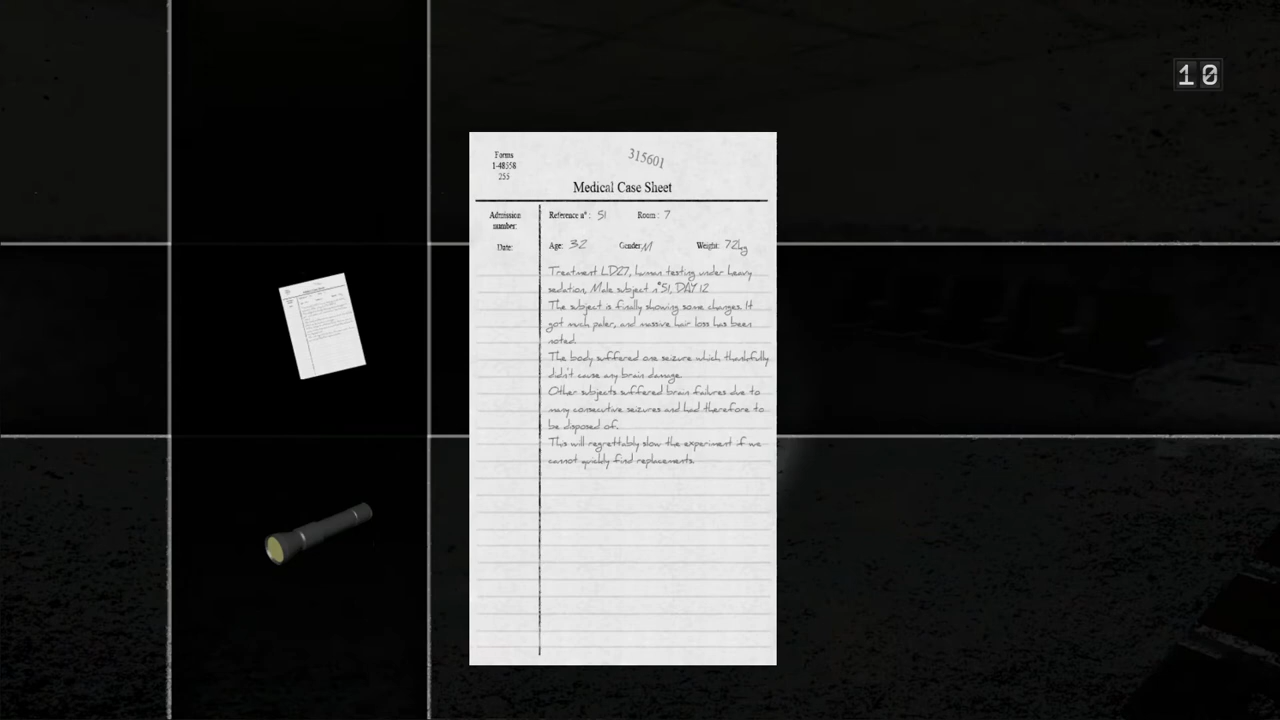 10
Forms
1-48558
255
315601
Medical Case Sheet
Admission
number:
Reference n° : 51 Room : 7
Date:
Age: 32 Gender M Weight: 72kg
Treatment LD27, human testing under heavy
sedation, Male subject n°51, DAY 12
The subject is finally showing some changes. It
got much paler, and massive hair loss has been
noted.
The body suffered one seizure which thankfully
didn't cause any brain damage.
Other subjects suffered brain failures due to
many consecutive seizures and had therefore to
be disposed of.
This will regrettably slow the experiment if we
cannot quickly find replacements.